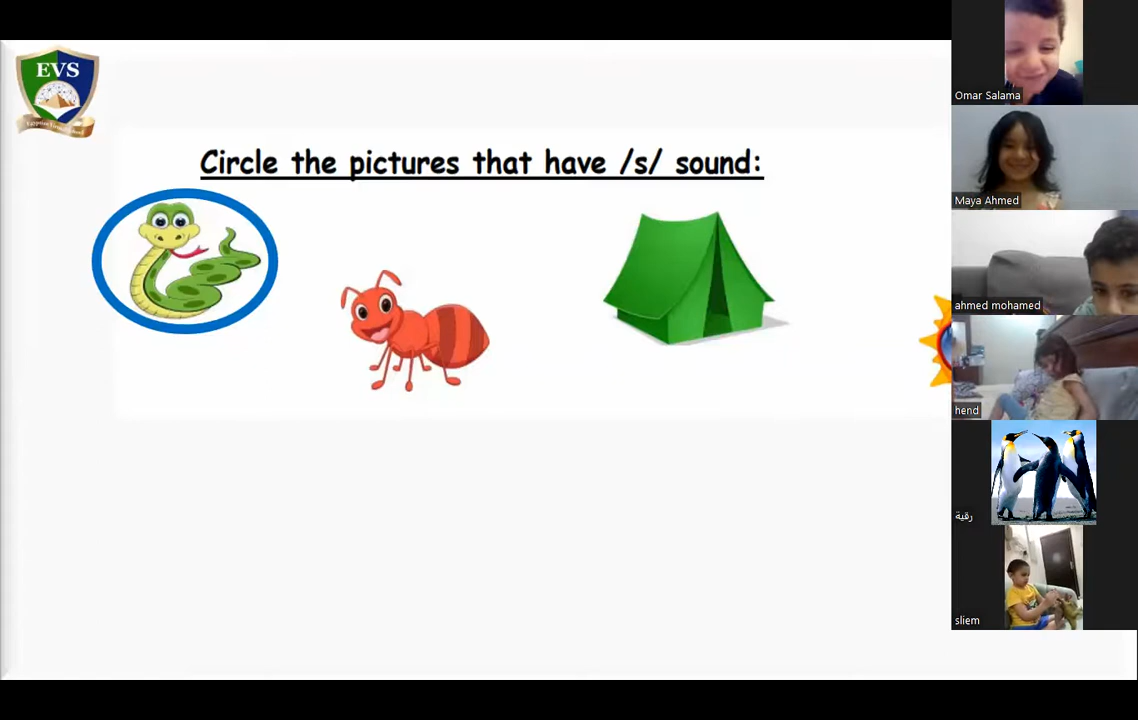 EVS
Circle the pictures that have /s/ sound:
Omar Salama
Maya Ahmed
ahmed mohamed
hend
رقية
sliem